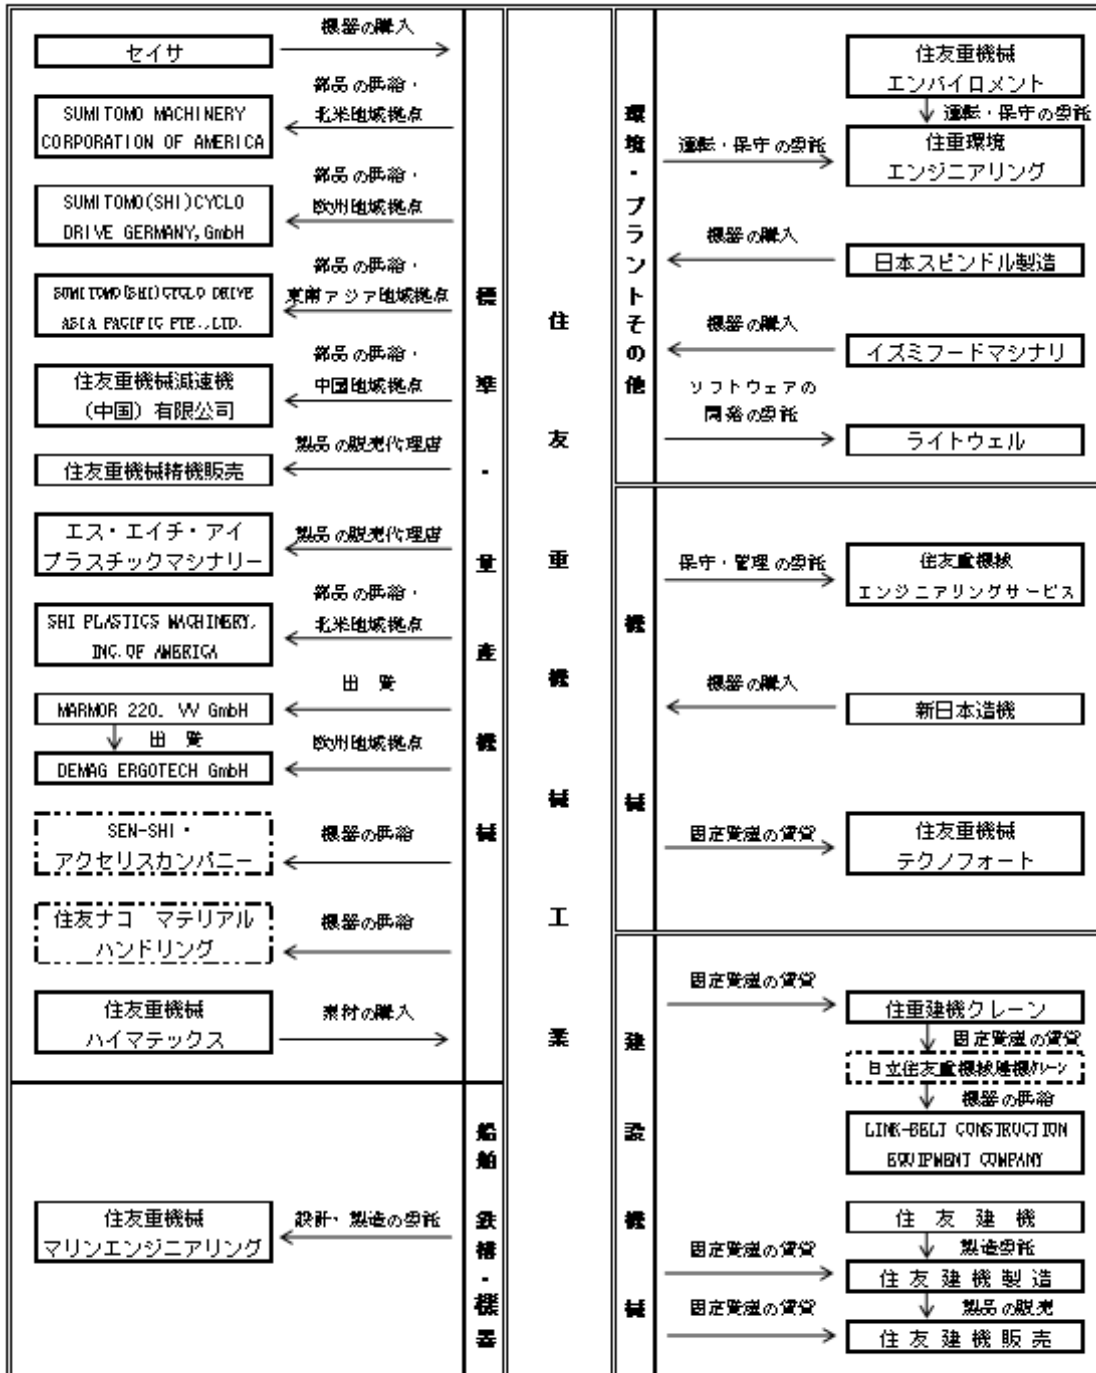 機器の購入
セイサ
部品の供給・
北米地域拠点
SUMITOMO MACHINERY
CORPORATION OF AMERICA
部品の供給・
欧州地域拠点
SUMITOMO(SHI)CYCLO
DRIVE GERMANY,GmbH
部品の供給・
東南アジア地域拠点
SUMITOMO(SHI)CYCLO DRIVE
ASIA PACIFIC PTE.,LTD.
部品の供給・
中国地域拠点
住友重機械減速機
（中国）有限公司
製品の販売代理店
住友重機械精機販売
製品の販売代理店
エス・エイチ・アイ
プラスチックマシナリー
部品の供給・
北米地域拠点
SHI PLASTICS MACHINERY,
INC.OF AMERICA
出　資
MARMOR 220. VV GmbH
出　資
欧州地域拠点
DEMAG ERGOTECH GmbH
機器の供給
SEN-SHI・
アクセリスカンパニー
機器の供給
住友ナコ　マテリアル
ハンドリング
素材の購入
住友重機械
ハイマテックス
標準・量産機械
設計・製造の委託
住友重機械
マリンエンジニアリング
船舶鉄構・機器
住友重機械工業
環境・プラントその他
住友重機械
エンバイロメント
運転・保守の委託
運転・保守の委託
住重環境
エンジニアリング
機器の購入
日本スピンドル製造
機器の購入
イズミフードマシナリ
ソフトウェアの
開発の委託
ライトウェル
機械
保守・管理の委託
住友重機械
エンジニアリングサービス
機器の購入
新日本造機
固定資産の賃貸
住友重機械
テクノフォート
建設機械
固定資産の賃貸
住重建機クレーン
固定資産の賃貸
日立住友重機械建機クレーン
機器の供給
LINK-BELT CONSTRUCTION
EQUIPMENT COMPANY
住友建機
製造委託
固定資産の賃貸
住友建機製造
製品の販売
固定資産の賃貸
住友建機販売